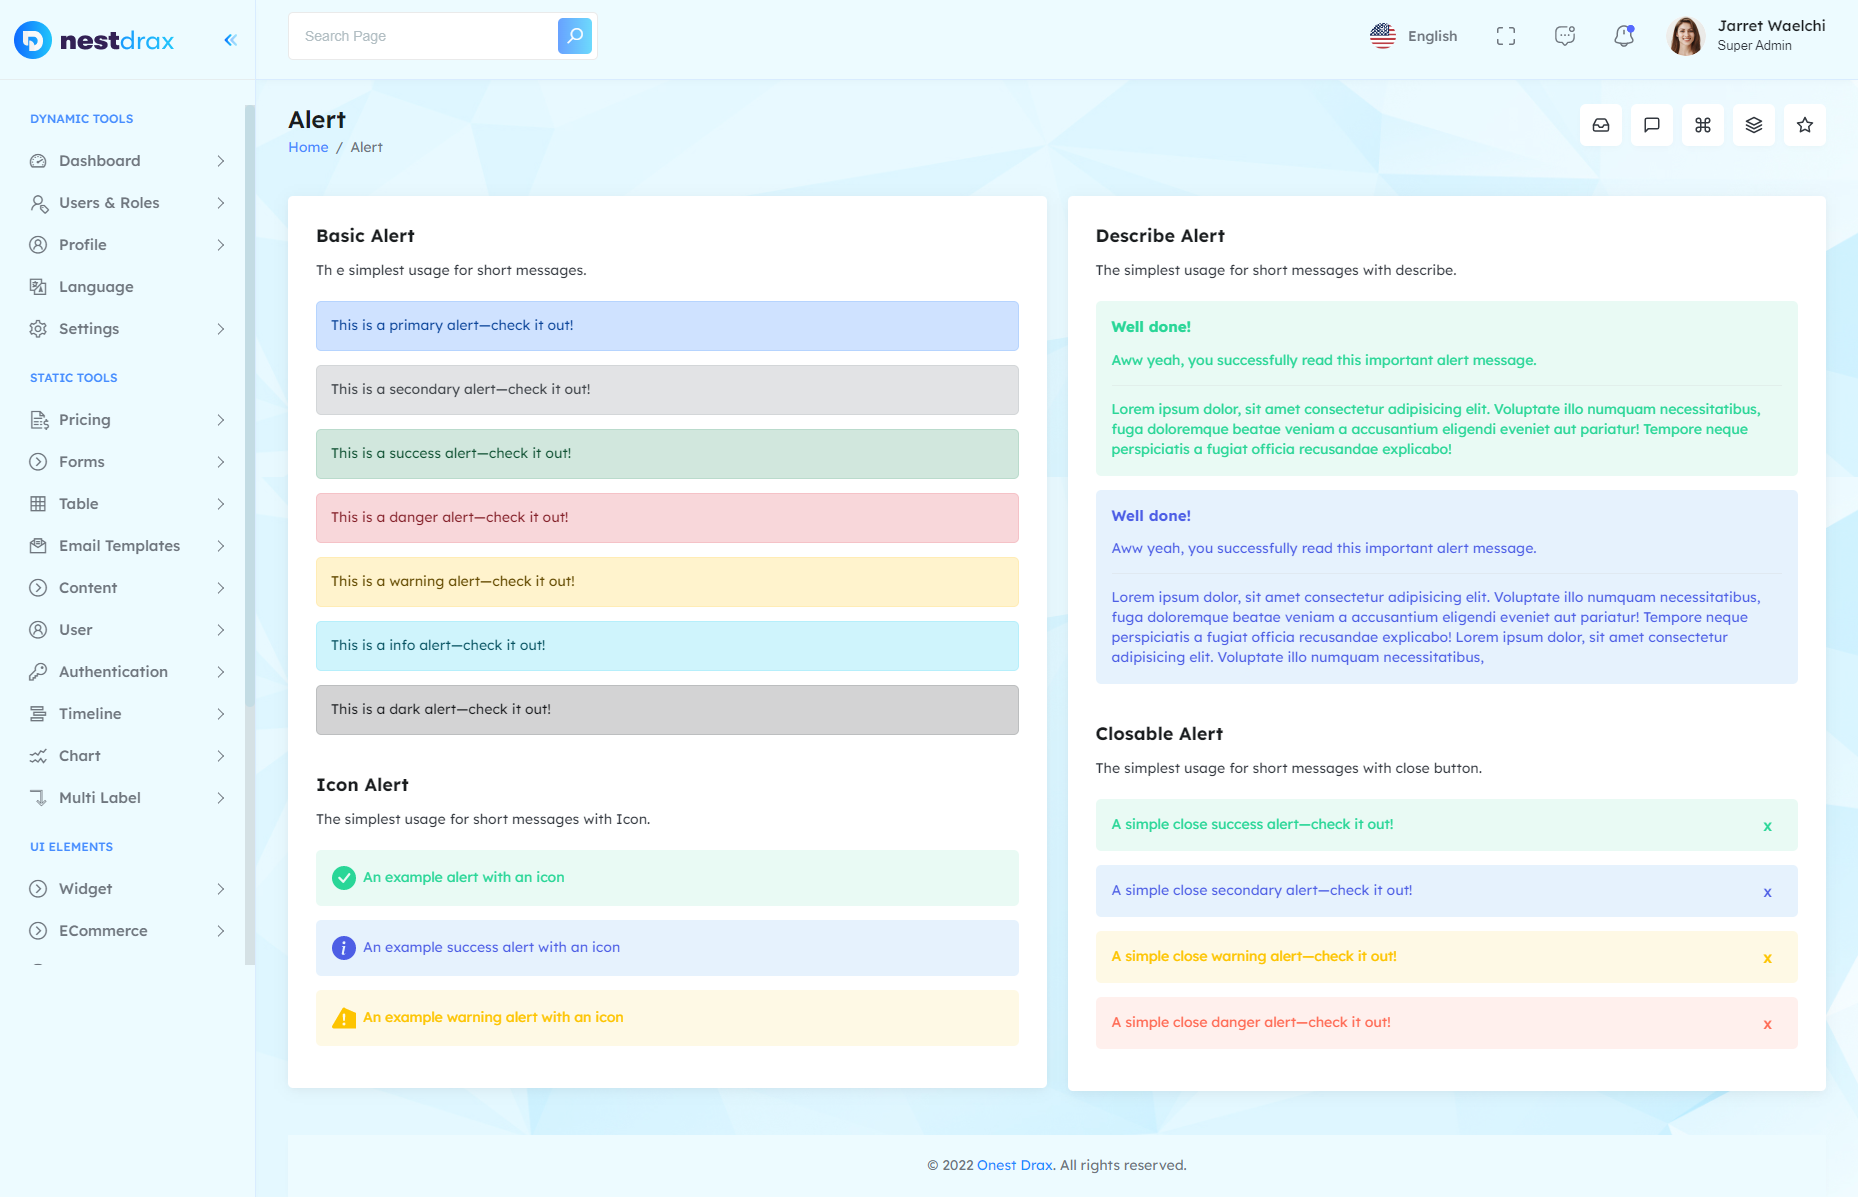 nestdrax
Search Page
English
Jarret Waelchi
Super Admin
DYNAMIC TOOLS
Dashboard
Users & Roles
Profile
Language
Settings
STATIC TOOLS
Pricing
Forms
Table
Email Templates
Content
User
Authentication
Timeline
Chart
Multi Label
UI ELEMENTS
Widget
ECommerce
Alert
Home / Alert
Basic Alert
Th e simplest usage for short messages.
This is a primary alert—check it out!
This is a secondary alert—check it out!
This is a success alert—check it out!
This is a danger alert—check it out!
This is a warning alert—check it out!
This is a info alert—check it out!
This is a dark alert—check it out!
Icon Alert
The simplest usage for short messages with Icon.
An example alert with an icon
An example success alert with an icon
An example warning alert with an icon
Describe Alert
The simplest usage for short messages with describe.
Well done!
Aww yeah, you successfully read this important alert message.
Lorem ipsum dolor, sit amet consectetur adipisicing elit. Voluptate illo numquam necessitatibus,
fuga doloremque beatae veniam a accusantium eligendi eveniet aut pariatur! Tempore neque
perspiciatis a fugiat officia recusandae explicabo!
Well done!
Aww yeah, you successfully read this important alert message.
Lorem ipsum dolor, sit amet consectetur adipisicing elit. Voluptate illo numquam necessitatibus,
fuga doloremque beatae veniam a accusantium eligendi eveniet aut pariatur! Tempore neque
perspiciatis a fugiat officia recusandae explicabo! Lorem ipsum dolor, sit amet consectetur
adipisicing elit. Voluptate illo numquam necessitatibus,
Closable Alert
The simplest usage for short messages with close button.
A simple close success alert—check it out! x
A simple close secondary alert—check it out! x
A simple close warning alert—check it out! x
A simple close danger alert—check it out! x
© 2022 Onest Drax. All rights reserved.